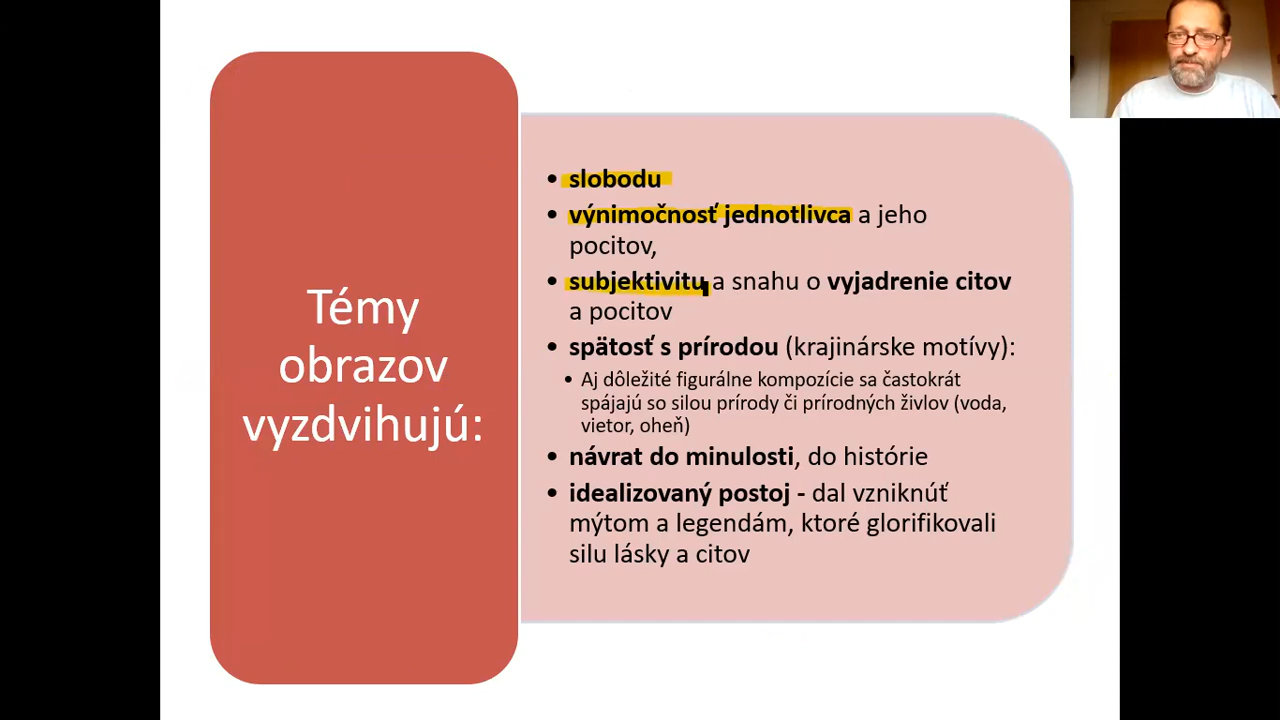 Témy
obrazov
vyzdvihujú:
• slobodu
• výnimočnosť jednotlivca a jeho
pocitov,
• subjektivitu a snahu o vyjadrenie citov
a pocitov
• spätosť s prírodou (krajinárske motívy):
• Aj dôležité figurálne kompozície sa častokrát
spájajú so silou prírody či prírodných živlov (voda,
vietor, oheň)
• návrat do minulosti, do histórie
• idealizovaný postoj - dal vzniknúť
mýtom a legendám, ktoré glorifikovali
silu lásky a citov